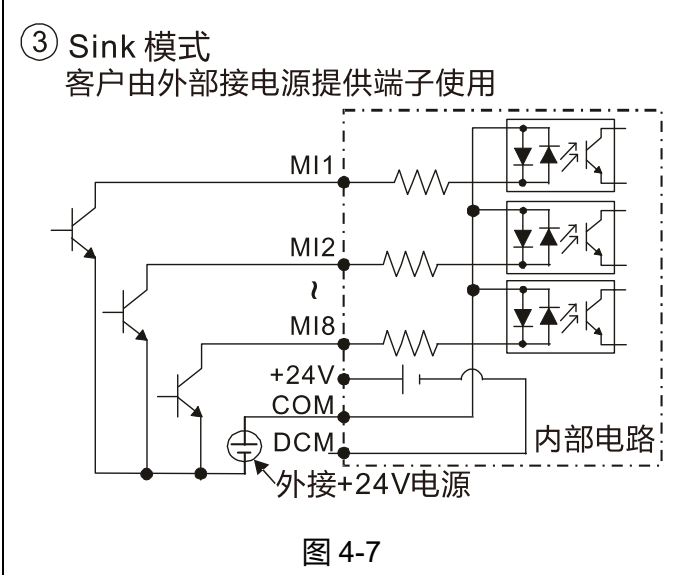 ③ Sink 模式
客户由外部接电源提供端子使用
MI1
MI2
~
MI8
+24V
COM
DCM
内部电路
外接+24V电源
图 4-7